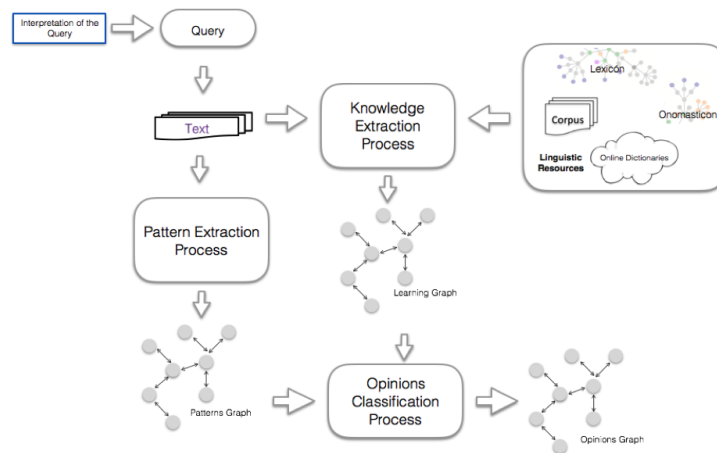 Interpretation of the
Query
Query
Lexicon
Onomasticon
Corpus
Linguistic
Resources
Online Dictionaries
Text
Knowledge
Extraction
Process
Pattern Extraction
Process
Learning Graph
Patterns Graph
Opinions
Classification
Process
Opinions Graph